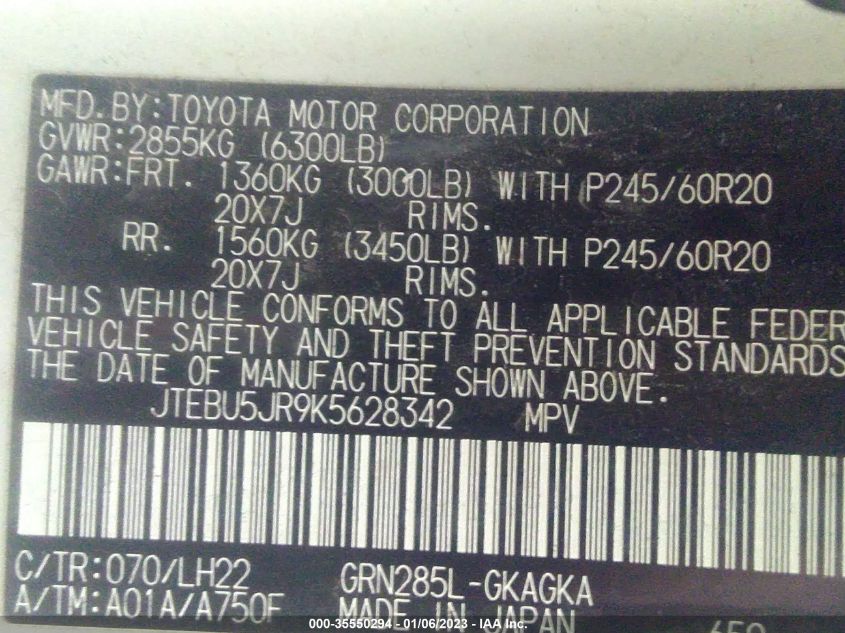 MFD.BY:TOYOTA MOTOR CORPORATION
GVWR:2855KG (6300LB)
GAWR:FRT. 1360KG (3000LB) WITH P245/60R20
20X7J RIMS.
RR. 1560KG (3450LB) WITH P245/60R20
20X7J RIMS.
THIS VEHICLE CONFORMS TO ALL APPLICABLE FEDER
VEHICLE SAFETY AND THEFT PREVENTION STANDARDS
THE DATE OF MANUFACTURE SHOWN ABOVE.
JTEBU5JR9K5628342 MPV
C/TR:070/LH22 GRN285L-GKAGKA
A/TM:A01A/A750F MADE IN JAPAN
000-35550294 - 01/06/2023 - IAA Inc.